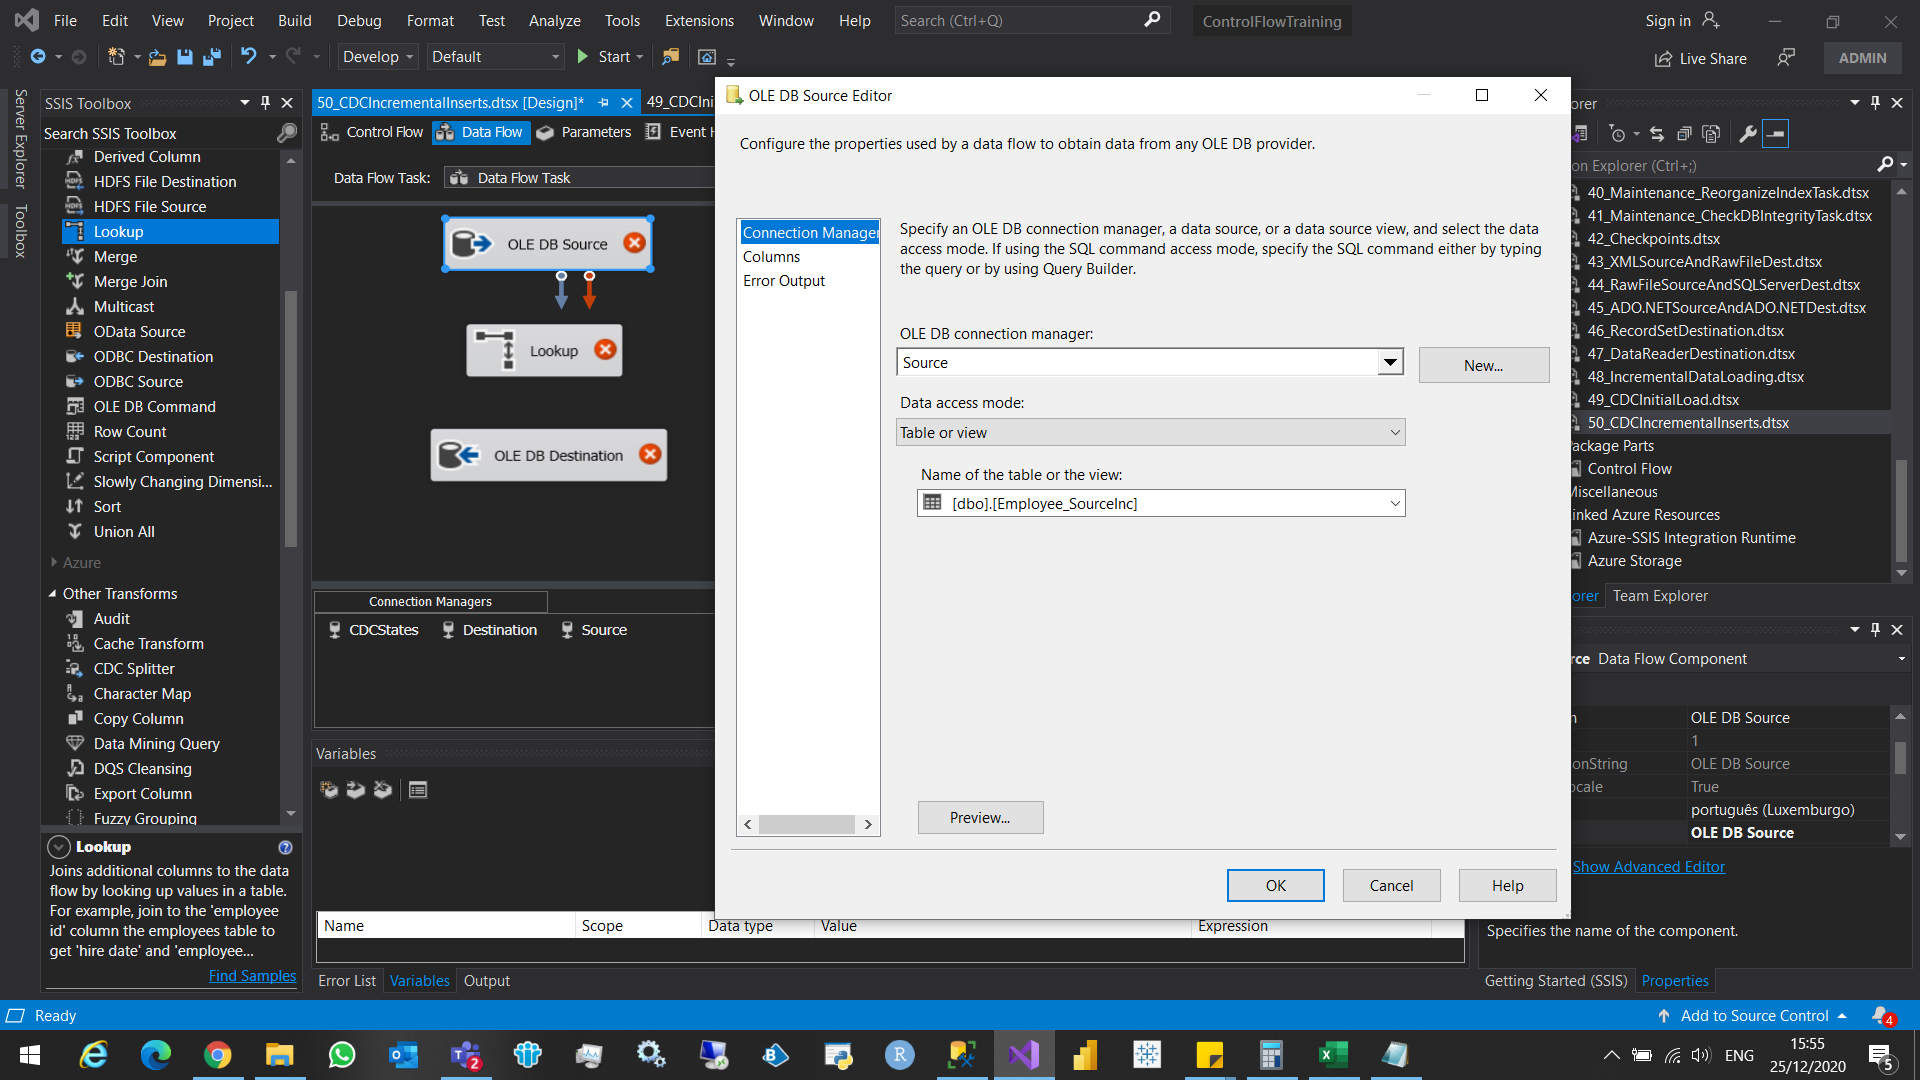 File Edit View Project Build Debug Format Test Analyze Tools Extensions Window Help Search (Ctrl+Q) ControlFlowTraining Sign in
Develop Default Start Live Share ADMIN
Server Explorer
Toolbox
SSIS Toolbox
Search SSIS Toolbox
Derived Column
HDFS File Destination
HDFS File Source
Lookup
Merge
Merge Join
Multicast
OData Source
ODBC Destination
ODBC Source
OLE DB Command
Row Count
Script Component
Slowly Changing Dimensi...
Sort
Union All
Azure
Other Transforms
Audit
Cache Transform
CDC Splitter
Character Map
Copy Column
Data Mining Query
DQS Cleansing
Export Column
Fuzzy Grouping
Lookup
Joins additional columns to the data
flow by looking up values in a table.
For example, join to the 'employee
id' column the employees table to
get 'hire date' and 'employee...
Find Samples
50_CDCIncrementalInserts.dtsx [Design]* 49_CDCIni
Control Flow Data Flow Parameters Event H
Data Flow Task: Data Flow Task
OLE DB Source
Lookup
OLE DB Destination
Connection Managers
CDCStates Destination Source
Variables
Name Scope Data type Value Expression
Error List Variables Output
OLE DB Source Editor
Configure the properties used by a data flow to obtain data from any OLE DB provider.
Connection Manager
Columns
Error Output
Specify an OLE DB connection manager, a data source, or a data source view, and select the data
access mode. If using the SQL command access mode, specify the SQL command either by typing
the query or by using Query Builder.
OLE DB connection manager:
Source New...
Data access mode:
Table or view
Name of the table or the view:
[dbo].[Employee_SourceInc]
Preview...
OK Cancel Help
orer
on Explorer (Ctrl+;)
40_Maintenance_ReorganizeIndexTask.dtsx
41_Maintenance_CheckDBIntegrityTask.dtsx
42_Checkpoints.dtsx
43_XMLSourceAndRawFileDest.dtsx
44_RawFileSourceAndSQLServerDest.dtsx
45_ADO.NETSourceAndADO.NETDest.dtsx
46_RecordSetDestination.dtsx
47_DataReaderDestination.dtsx
48_IncrementalDataLoading.dtsx
49_CDCInitialLoad.dtsx
50_CDCIncrementalInserts.dtsx
Package Parts
Control Flow
Miscellaneous
inked Azure Resources
Azure-SSIS Integration Runtime
Azure Storage
orer Team Explorer
rce Data Flow Component
n OLE DB Source
1
onString OLE DB Source
ocale True
português (Luxemburgo)
OLE DB Source
Show Advanced Editor
Specifies the name of the component.
Getting Started (SSIS) Properties
Ready Add to Source Control 4
2 ENG 15:55
25/12/2020 5